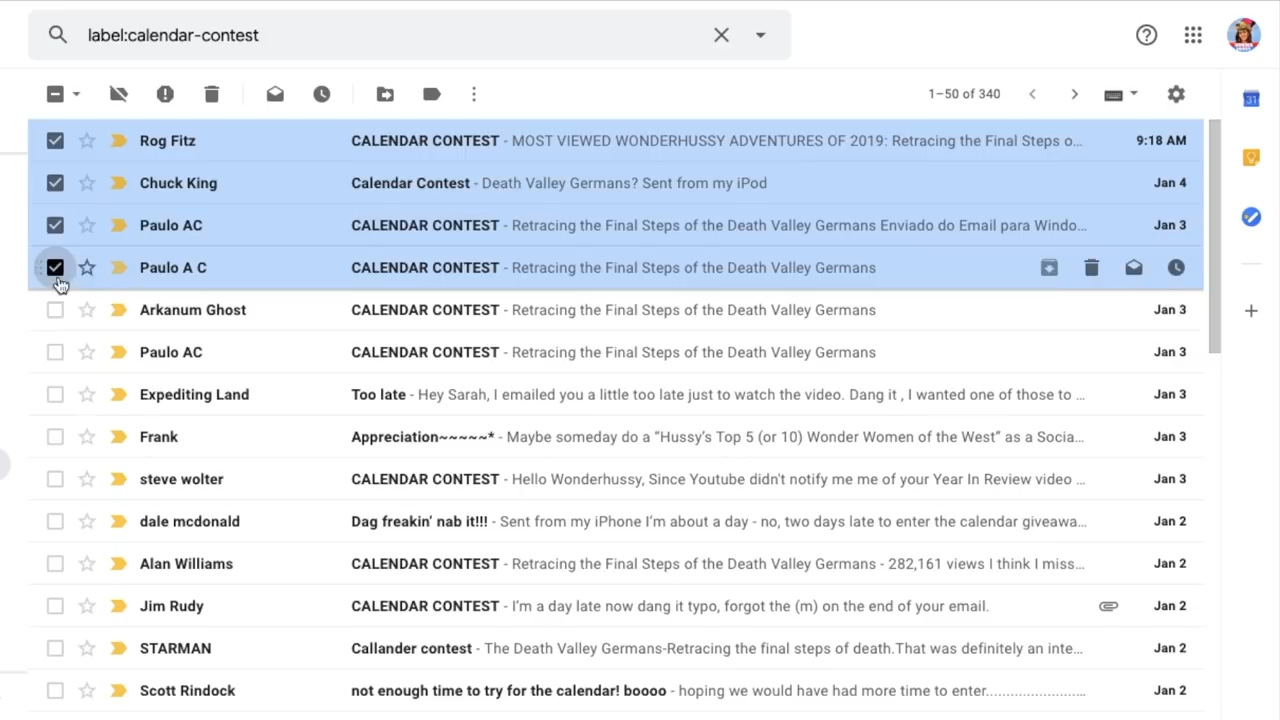 label:calendar-contest
1–50 of 340
31
Rog Fitz CALENDAR CONTEST - MOST VIEWED WONDERHUSSY ADVENTURES OF 2019: Retracing the Final Steps o... 9:18 AM
Chuck King Calendar Contest - Death Valley Germans? Sent from my iPod Jan 4
Paulo AC CALENDAR CONTEST - Retracing the Final Steps of the Death Valley Germans Enviado do Email para Windo... Jan 3
Paulo A C CALENDAR CONTEST - Retracing the Final Steps of the Death Valley Germans
Arkanum Ghost CALENDAR CONTEST - Retracing the Final Steps of the Death Valley Germans Jan 3
Paulo AC CALENDAR CONTEST - Retracing the Final Steps of the Death Valley Germans Jan 3
Expediting Land Too late - Hey Sarah, I emailed you a little too late just to watch the video. Dang it , I wanted one of those to ... Jan 3
Frank Appreciation~~~~~* - Maybe someday do a “Hussy’s Top 5 (or 10) Wonder Women of the West” as a Socia... Jan 3
steve wolter CALENDAR CONTEST - Hello Wonderhussy, Since Youtube didn't notify me me of your Year In Review video ... Jan 3
dale mcdonald Dag freakin’ nab it!!! - Sent from my iPhone I’m about a day - no, two days late to enter the calendar giveawa... Jan 2
Alan Williams CALENDAR CONTEST - Retracing the Final Steps of the Death Valley Germans - 282,161 views I think I miss... Jan 2
Jim Rudy CALENDAR CONTEST - I’m a day late now dang it typo, forgot the (m) on the end of your email. Jan 2
STARMAN Callander contest - The Death Valley Germans-Retracing the final steps of death.That was definitely an inte... Jan 2
Scott Rindock not enough time to try for the calendar! boooo - hoping we would have had more time to enter........................ Jan 2